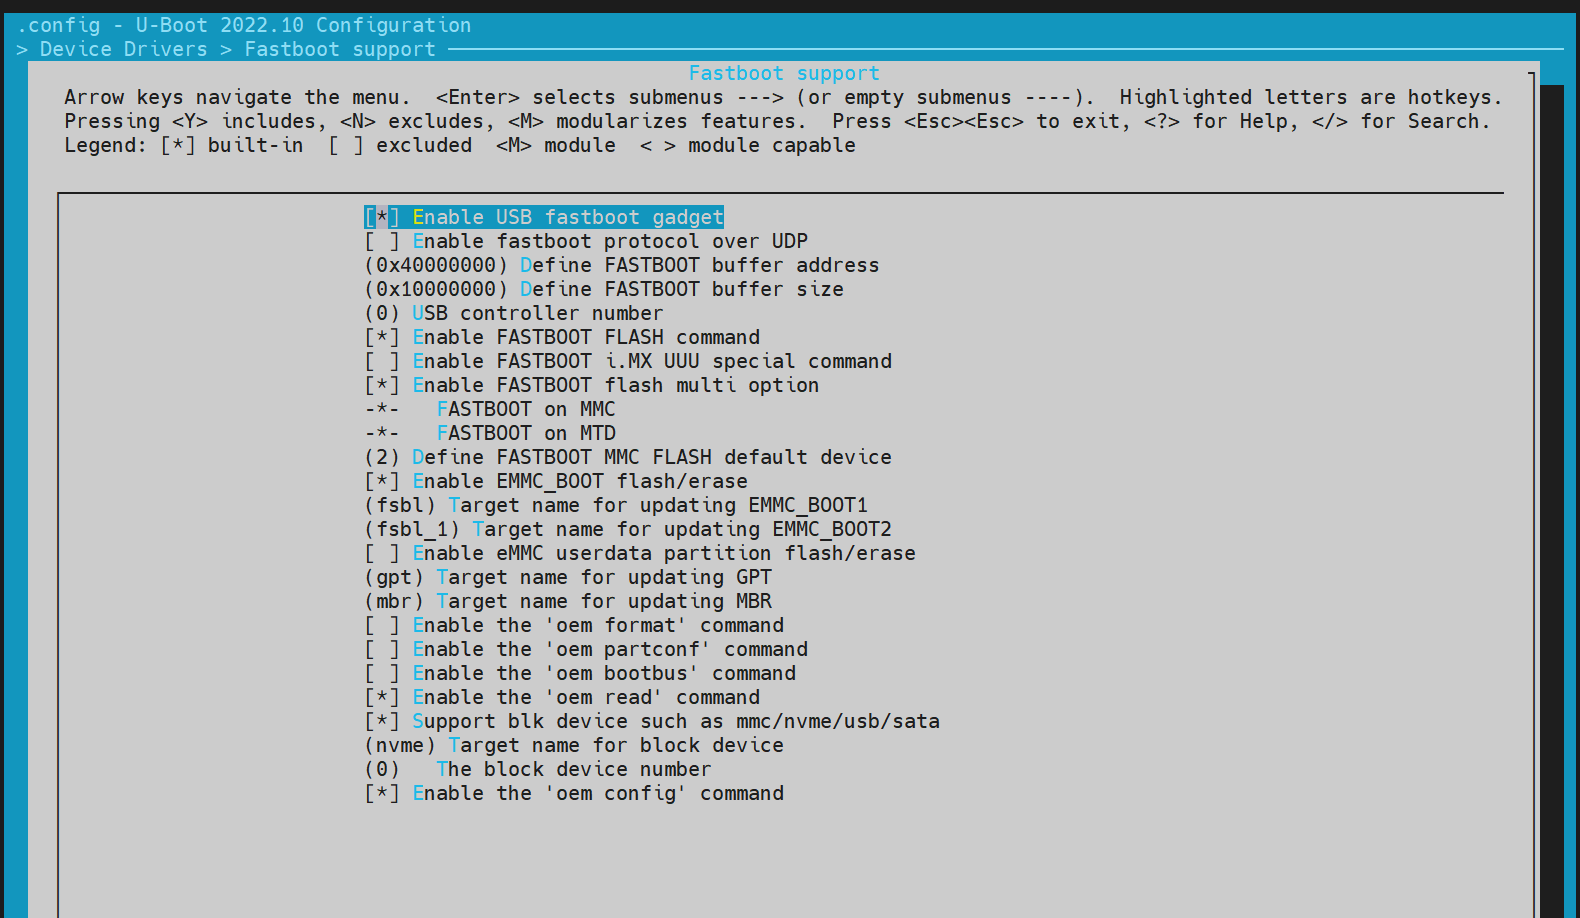 .config - U-Boot 2022.10 Configuration
> Device Drivers > Fastboot support
Fastboot support
Arrow keys navigate the menu.  <Enter> selects submenus ---> (or empty submenus ----).  Highlighted letters are hotkeys.
Pressing <Y> includes, <N> excludes, <M> modularizes features.  Press <Esc><Esc> to exit, <?> for Help, </> for Search.
Legend: [*] built-in  [ ] excluded  <M> module  < > module capable
[*] Enable USB fastboot gadget
[ ] Enable fastboot protocol over UDP
(0x40000000) Define FASTBOOT buffer address
(0x10000000) Define FASTBOOT buffer size
(0) USB controller number
[*] Enable FASTBOOT FLASH command
[ ] Enable FASTBOOT i.MX UUU special command
[*] Enable FASTBOOT flash multi option
-*-   FASTBOOT on MMC
-*-   FASTBOOT on MTD
(2) Define FASTBOOT MMC FLASH default device
[*] Enable EMMC_BOOT flash/erase
(fsbl) Target name for updating EMMC_BOOT1
(fsbl_1) Target name for updating EMMC_BOOT2
[ ] Enable eMMC userdata partition flash/erase
(gpt) Target name for updating GPT
(mbr) Target name for updating MBR
[ ] Enable the 'oem format' command
[ ] Enable the 'oem partconf' command
[ ] Enable the 'oem bootbus' command
[*] Enable the 'oem read' command
[*] Support blk device such as mmc/nvme/usb/sata
(nvme) Target name for block device
(0)   The block device number
[*] Enable the 'oem config' command